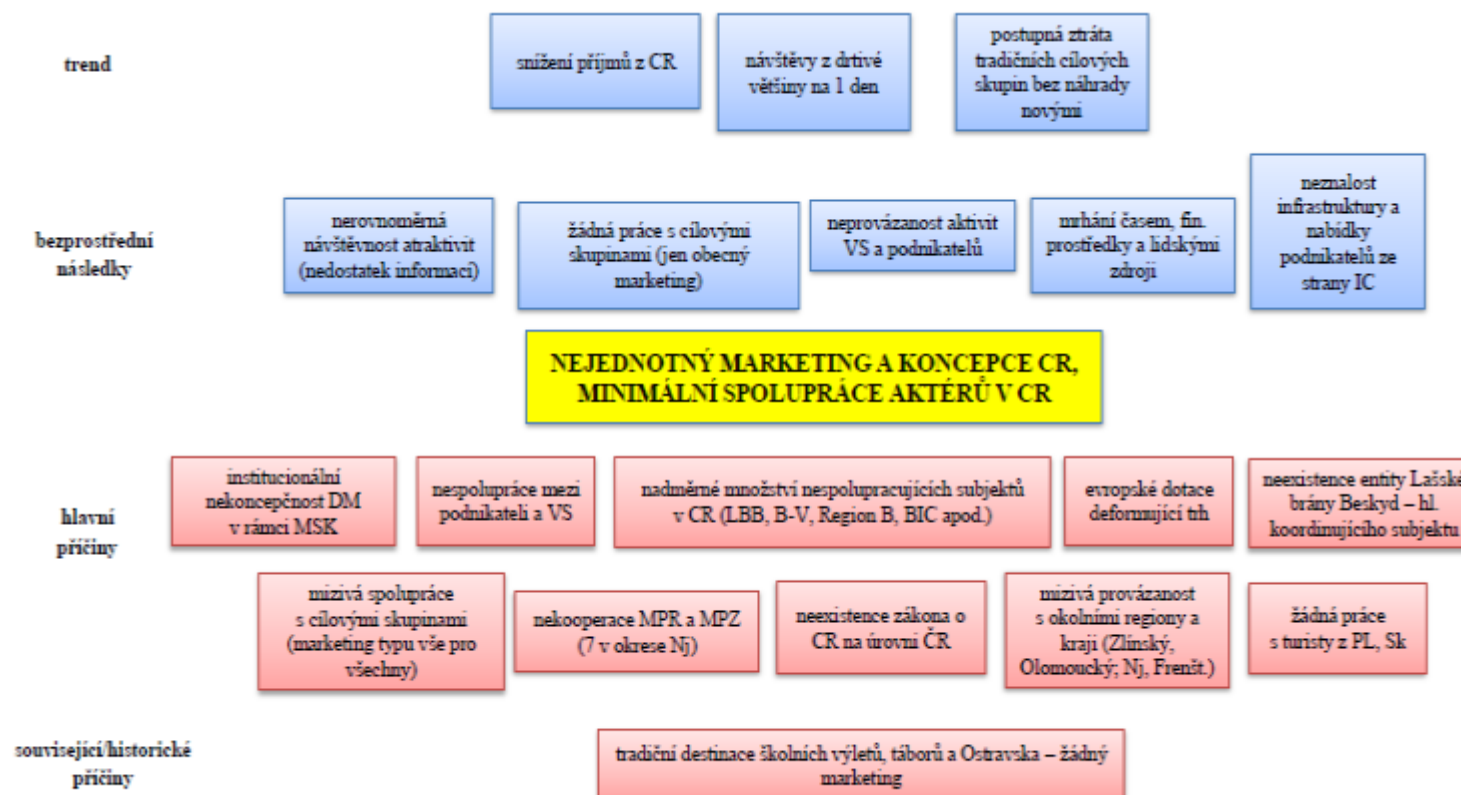 trend
snížení příjmů z CR
návštěvy z drtivé
většiny na 1 den
postupná ztráta
tradičních cílových
skupin bez náhrady
novými
bezprostřední
následky
nerovnoměrná
návštěvnost atraktivit
(nedostatek informací)
žádná práce s cílovými
skupinami (jen obecný
marketing)
neprovázanost aktivit
VS a podnikatelů
mrhání časem, fin.
prostředky a lidskými
zdroji
neznalost
infrastruktury a
nabídky
podnikatelů ze
strany IC
NEJEDNOTNÝ MARKETING A KONCEPCE CR,
MINIMÁLNÍ SPOLUPRÁCE AKTÉRŮ V CR
hlavní
příčiny
institucionální
nekoncepčnost DM
v rámci MSK
nespolupráce mezi
podnikateli a VS
nadměrné množství nespolupracujících subjektů
v CR (LBB, B-V, Region B, BIC apod.)
evropské dotace
deformující trh
neexistence entity Lašské
brány Beskyd – hl.
koordinujícího subjektu
mizivá spolupráce
s cílovými skupinami
(marketing typu vše pro
všechny)
nekooperace MPR a MPZ
(7 v okrese Nj)
neexistence zákona o
CR na úrovni ČR
mizivá provázanost
s okolními regiony a
kraji (Zlínský,
Olomoucký; Nj, Frenšt.)
žádná práce
s turisty z PL, Sk
související/historické
příčiny
tradiční destinace školních výletů, táborů a Ostravska – žádný
marketing